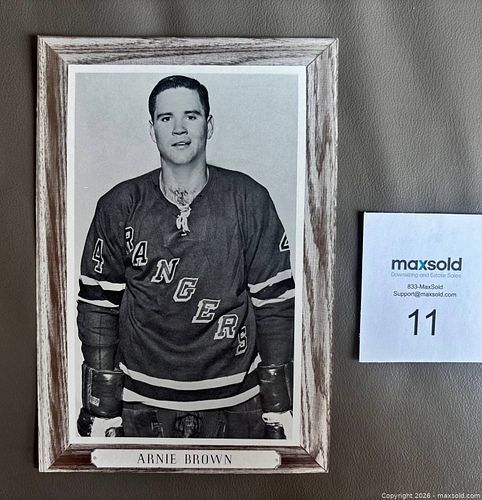 4
4
RANGERS
ARNIE BROWN
maxsold
Downsizing and Estate Sales
833-MaxSold
Support@maxsold.com
11
Copyright 2026 - maxsold.com